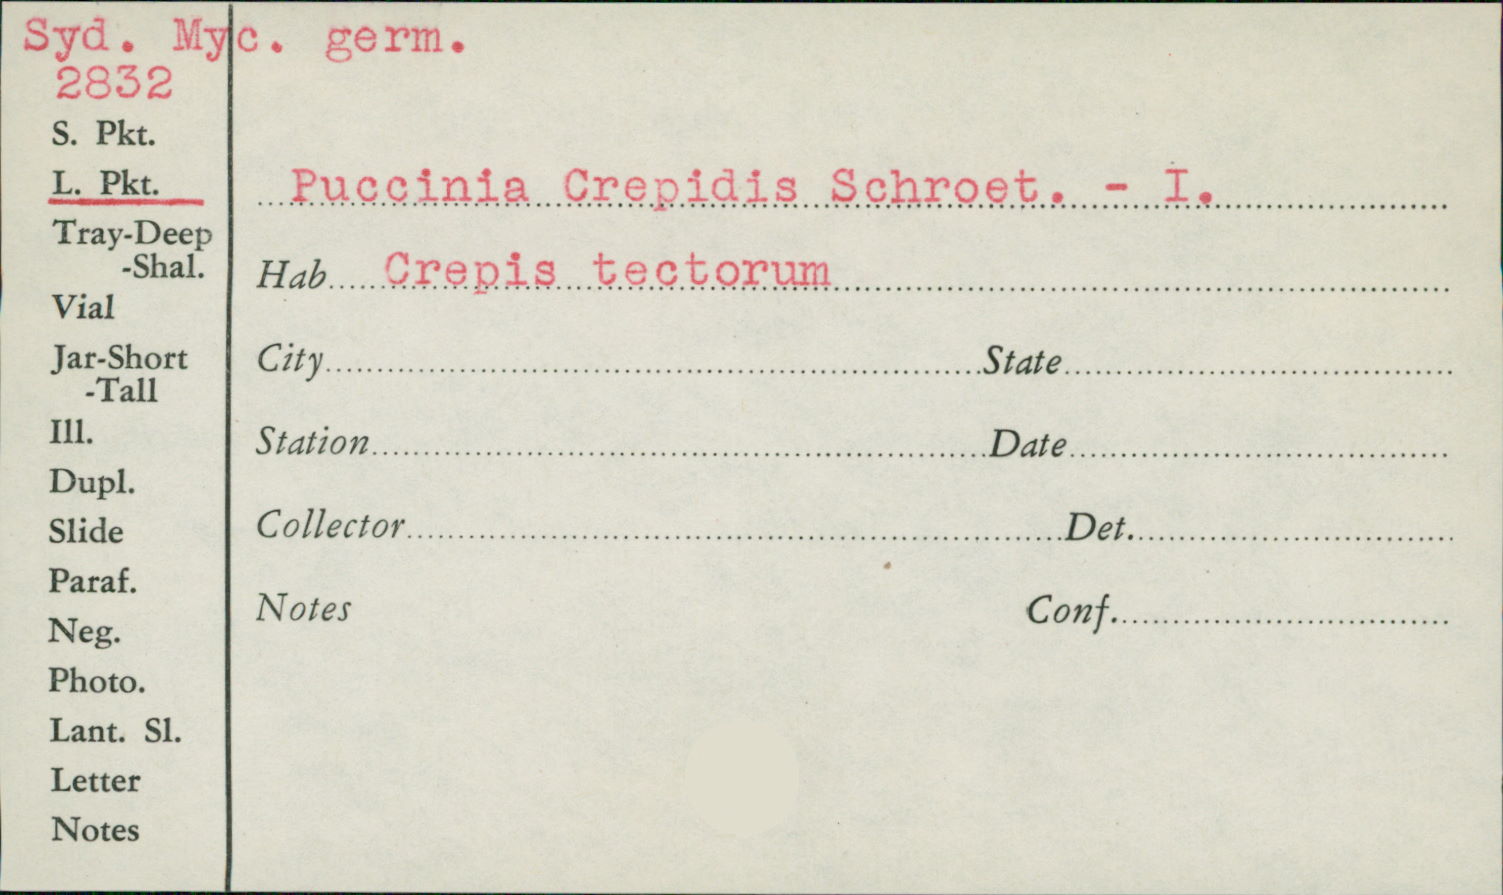 Syd. Myc. germ.
2832
S. Pkt.
L. Pkt.
Tray-Deep
-Shal.
Vial
Jar-Short
-Tall
Ill.
Dupl.
Slide
Paraf.
Neg.
Photo.
Lant. Sl.
Letter
Notes
Puccinia Crepidis Schroet. - I.
Hab. Crepis tectorum
City State
Station Date
Collector Det.
Notes Conf.